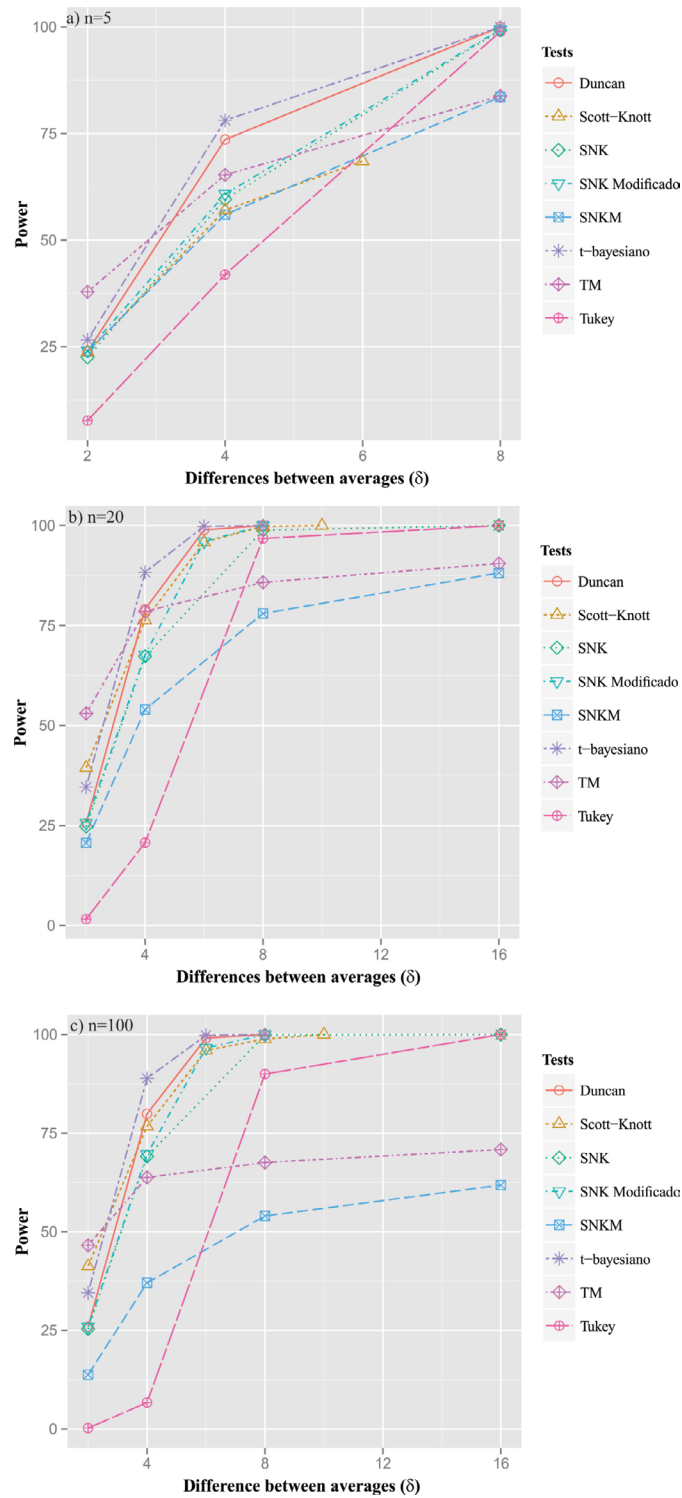 a) n=5
100
75
50
25
2
4
6
8
Power
Differences between averages (δ)
Tests
Duncan
Scott−Knott
SNK
SNK Modificado
SNKM
t−bayesiano
TM
Tukey
b) n=20
100
75
50
25
0
4
8
12
16
Power
Differences between averages (δ)
Tests
Duncan
Scott−Knott
SNK
SNK Modificado
SNKM
t−bayesiano
TM
Tukey
c) n=100
100
75
50
25
0
4
8
12
16
Power
Difference between averages (δ)
Tests
Duncan
Scott−Knott
SNK
SNK Modificado
SNKM
t−bayesiano
TM
Tukey